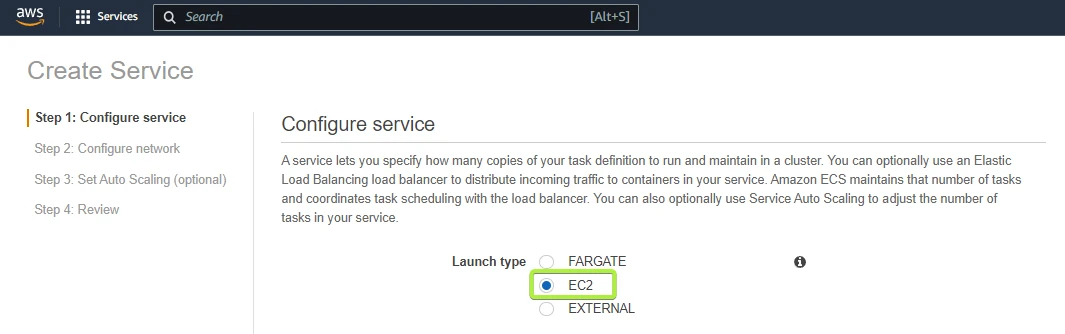 aws Services Search [Alt+S]
Create Service
Step 1: Configure service
Step 2: Configure network
Step 3: Set Auto Scaling (optional)
Step 4: Review
Configure service
A service lets you specify how many copies of your task definition to run and maintain in a cluster. You can optionally use an Elastic
Load Balancing load balancer to distribute incoming traffic to containers in your service. Amazon ECS maintains that number of tasks
and coordinates task scheduling with the load balancer. You can also optionally use Service Auto Scaling to adjust the number of
tasks in your service.
Launch type FARGATE
EC2
EXTERNAL